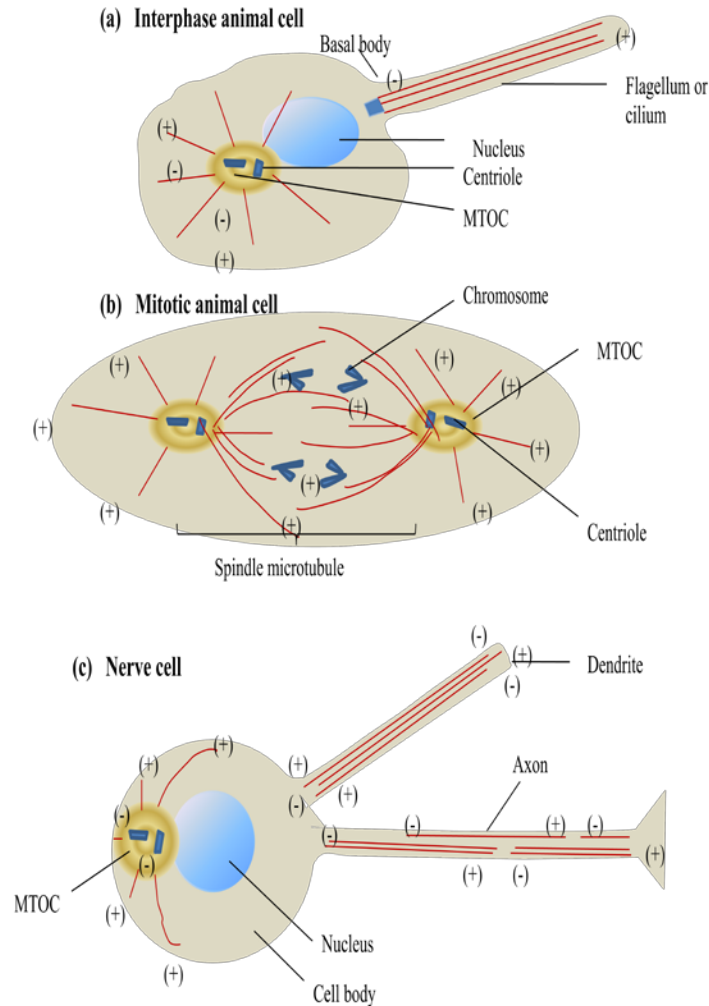 (a) Interphase animal cell
Basal body
(-)
(+)
Flagellum or
cilium
(+)
Nucleus
(-)
Centriole
MTOC
(-)
(+)
(b) Mitotic animal cell
Chromosome
MTOC
(+)
(+)
(+)
(+)
(+)
(+)
(+)
(+)
(+)
(+)
(+)
(+)
Centriole
Spindle microtubule
(c) Nerve cell
(-)
(+)
Dendrite
(-)
(+)
(+)
(+)
(-)
(+)
Axon
(-)
(-)
(-)
(+)
(-)
(-)
(+)
(+)
(-)
MTOC
(+)
Nucleus
(+)
Cell body